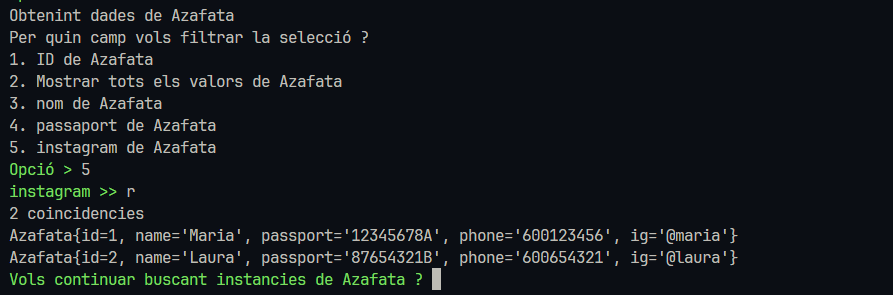 Obtenint dades de Azafata
Per quin camp vols filtrar la selecció ?
1. ID de Azafata
2. Mostrar tots els valors de Azafata
3. nom de Azafata
4. passaport de Azafata
5. instagram de Azafata
Opció > 5
instagram >> r
2 coincidencies
Azafata{id=1, name='Maria', passport='12345678A', phone='600123456', ig='@maria'}
Azafata{id=2, name='Laura', passport='87654321B', phone='600654321', ig='@laura'}
Vols continuar buscant instancies de Azafata ?